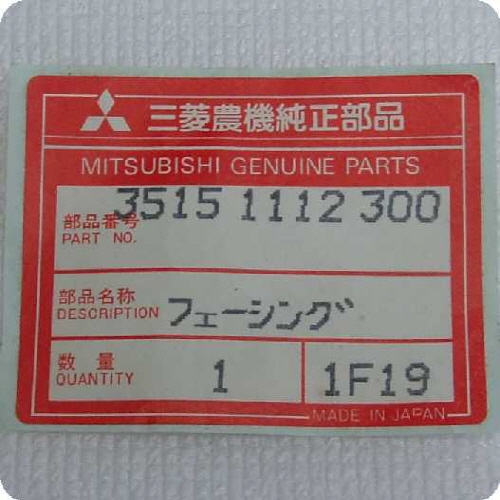 三菱農機純正部品
MITSUBISHI GENUINE PARTS
部品番号 3515 1112 300
PART NO.
部品名称
DESCRIPTION フェーシング
数量
QUANTITY 1 1F19
MADE IN JAPAN